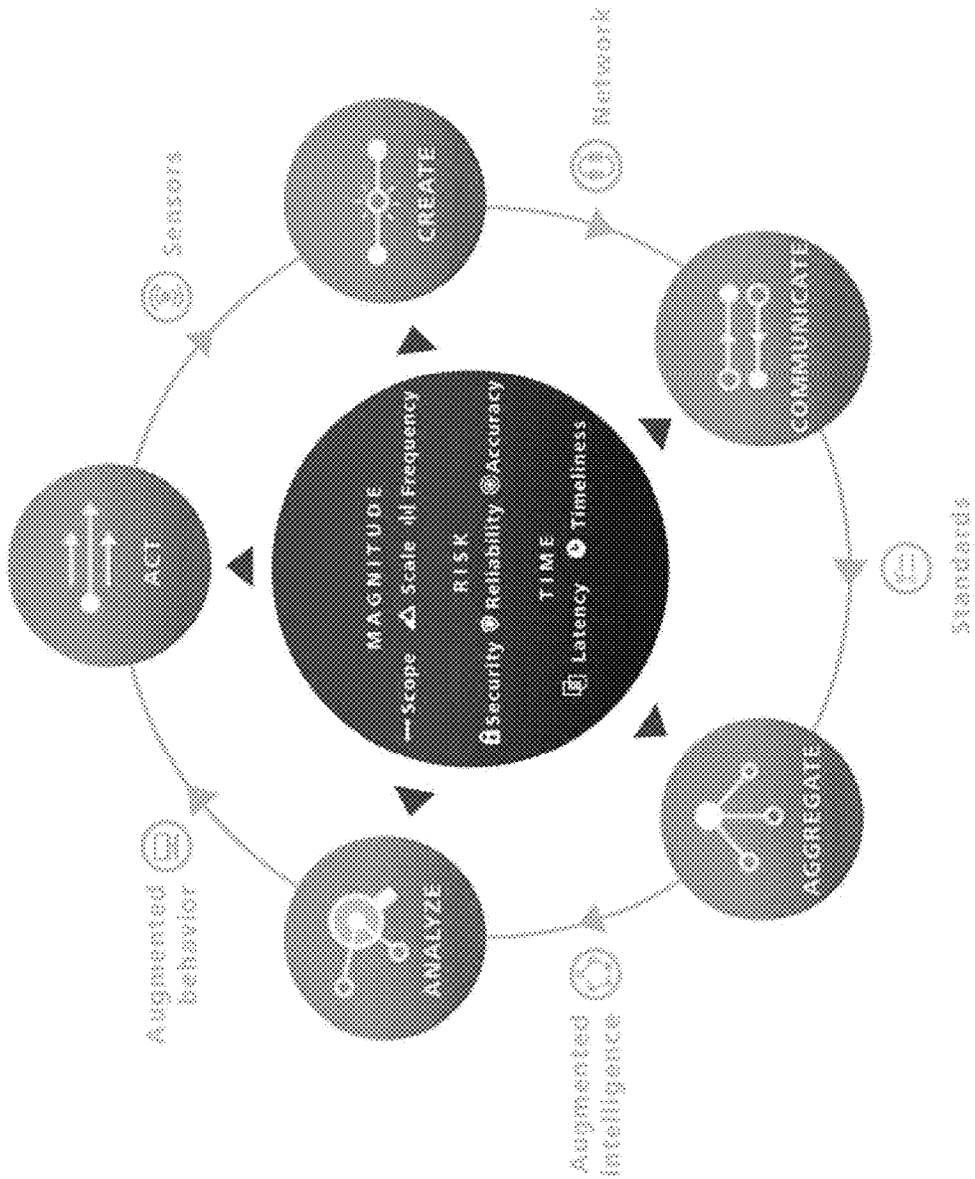 ACT
Sensors
CREATE
Network
COMMUNICATE
Standards
AGGREGATE
Augmented
intelligence
ANALYZE
Augmented
behavior
MAGNITUDE
Scope Scale Frequency
RISK
Security Reliability Accuracy
TIME
Latency Timeliness